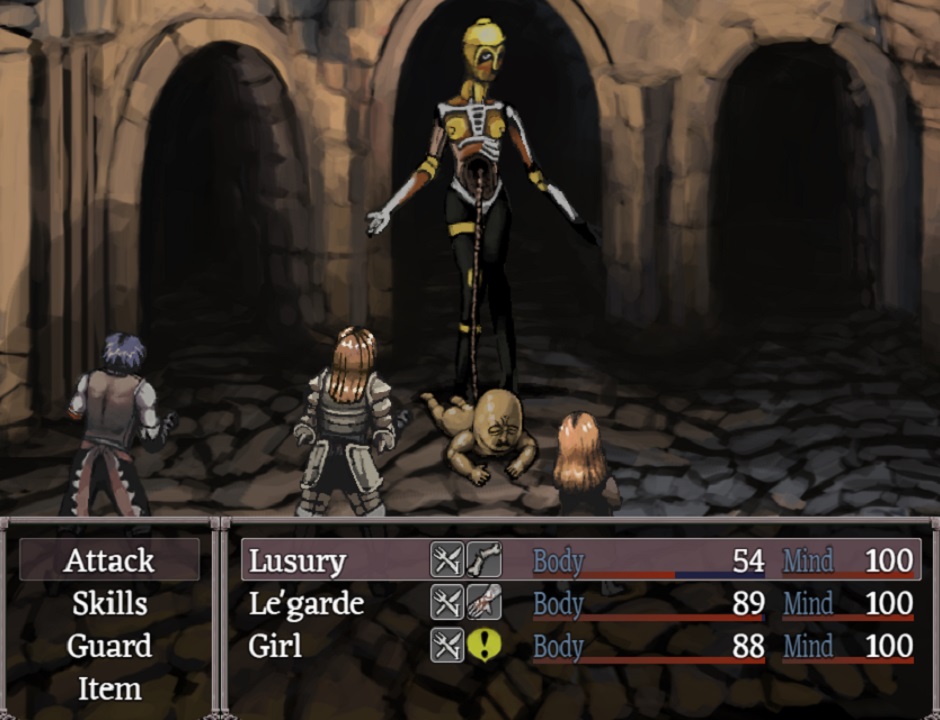 Attack
Skills
Guard
Item
Lusury Body 54 Mind 100
Le'garde Body 89 Mind 100
Girl Body 88 Mind 100